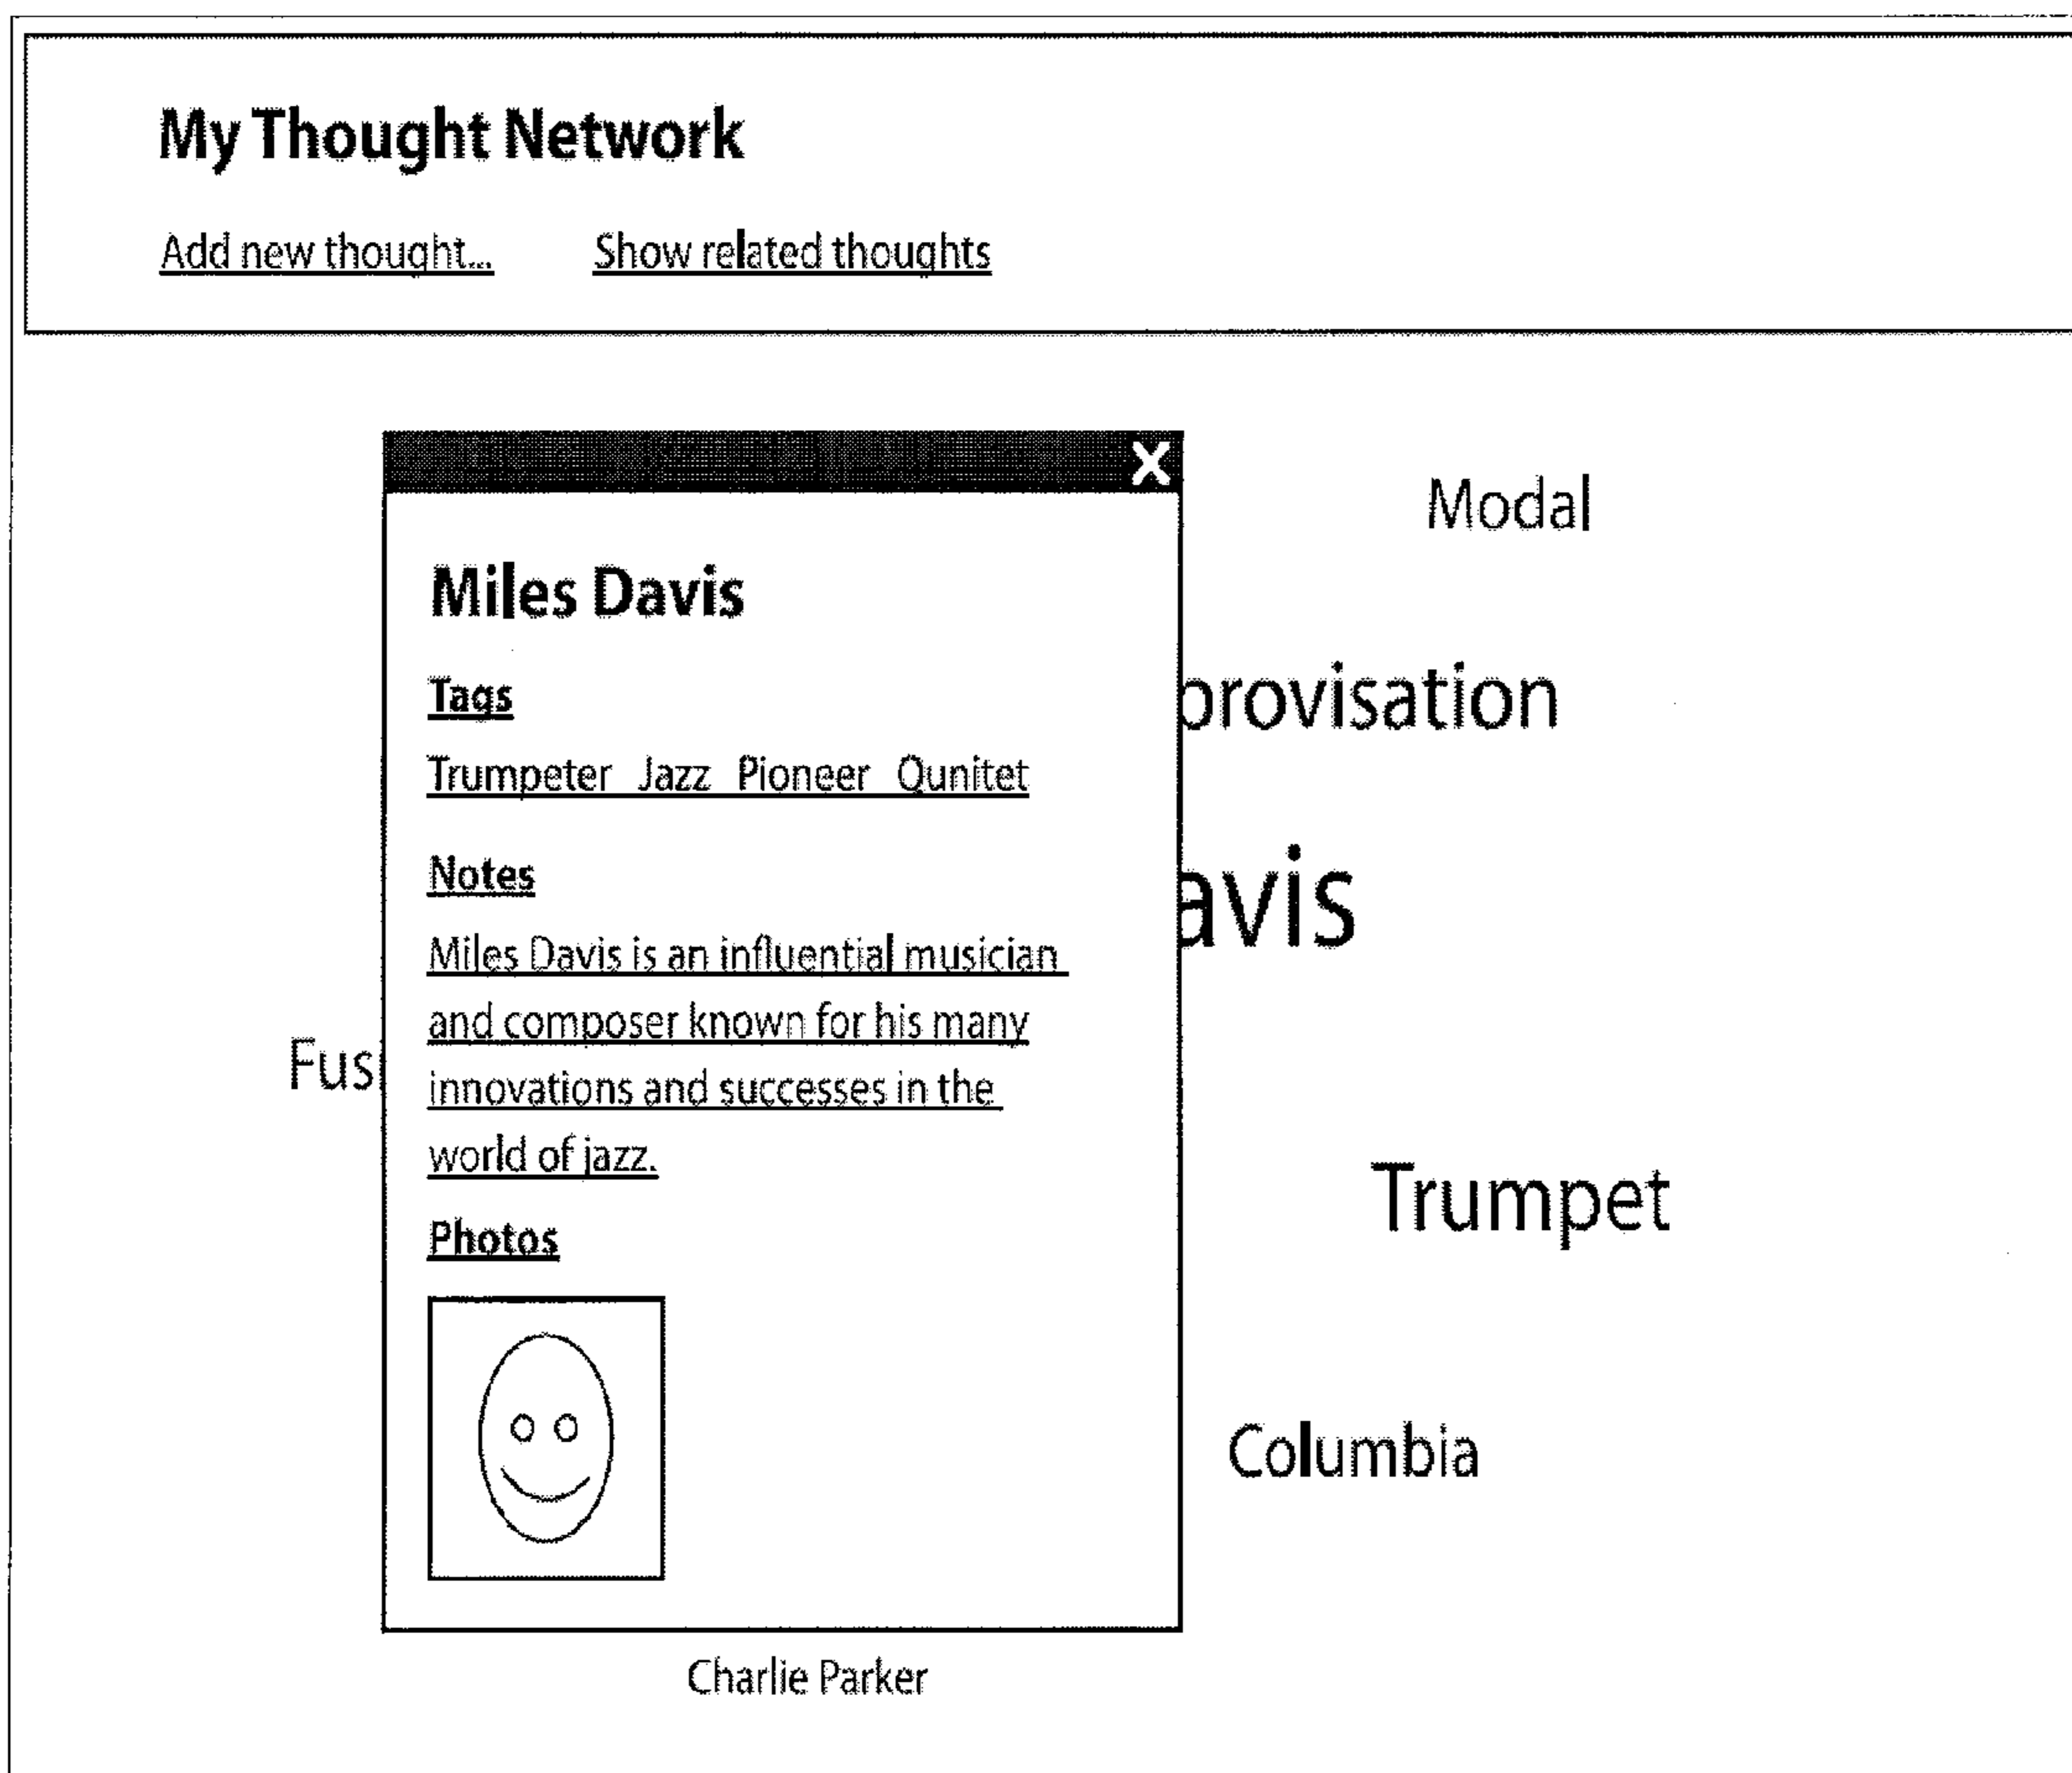 My Thought Network
Add new thought... Show related thoughts
X
Modal
Miles Davis
provisation
Tags
Trumpeter Jazz Pioneer Qunitet
avis
Notes
Miles Davis is an influential musician
and composer known for his many
Fus
innovations and successes in the
world of jazz.
Trumpet
Photos
Columbia
Charlie Parker